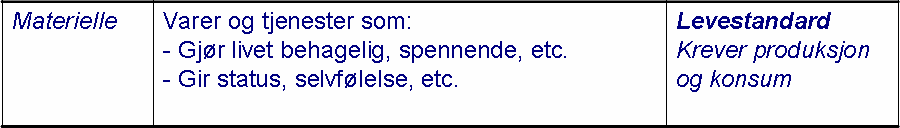 Materielle
Varer og tjenester som:
- Gjør livet behagelig, spennende, etc.
- Gir status, selvfølelse, etc.
Levestandard
Krever produksjon
og konsum